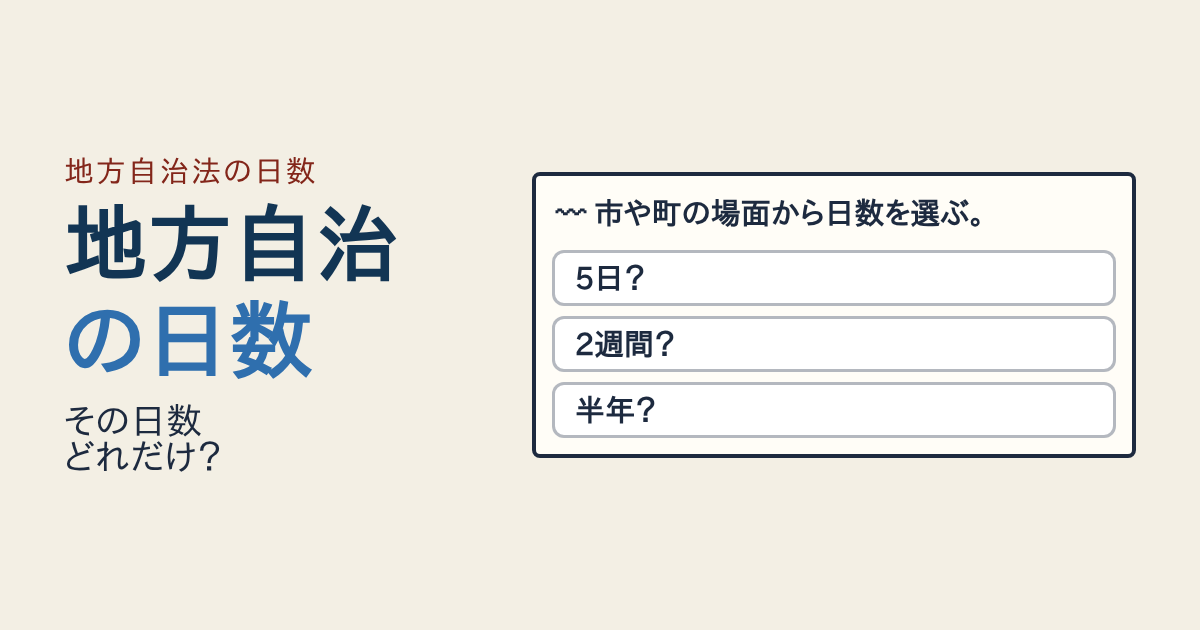 地方自治法の日数
地方自治
の日数
その日数
どれだけ?
〰 市や町の場面から日数を選ぶ。
5日?
2週間?
半年?